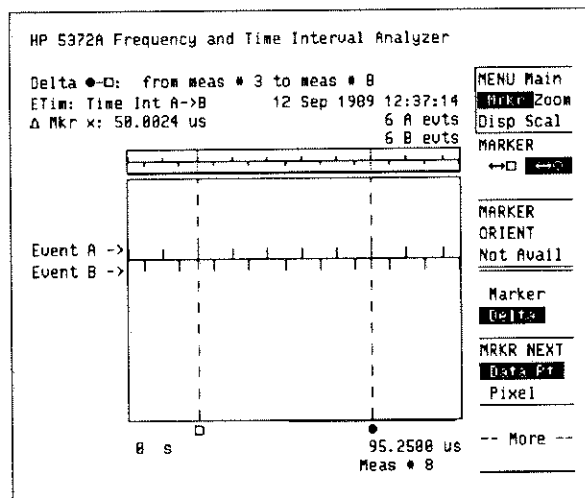 HP 5372A Frequency and Time Interval Analyzer
Delta ●-□: from meas # 3 to meas # 8
ETim: Time Int A->B 12 Sep 1989 12:37:14
Δ Mkr x: 50.0024 us 6 A evts
6 B evts
Event A ->
Event B ->
0 s 95.2500 us
Meas # 8
MENU Main
Mrkr Zoom
Disp Scal
MARKER
↔□ ↔○
MARKER
ORIENT
Not Avail
Marker
Delta
MRKR NEXT
Data Pt
Pixel
-- More --